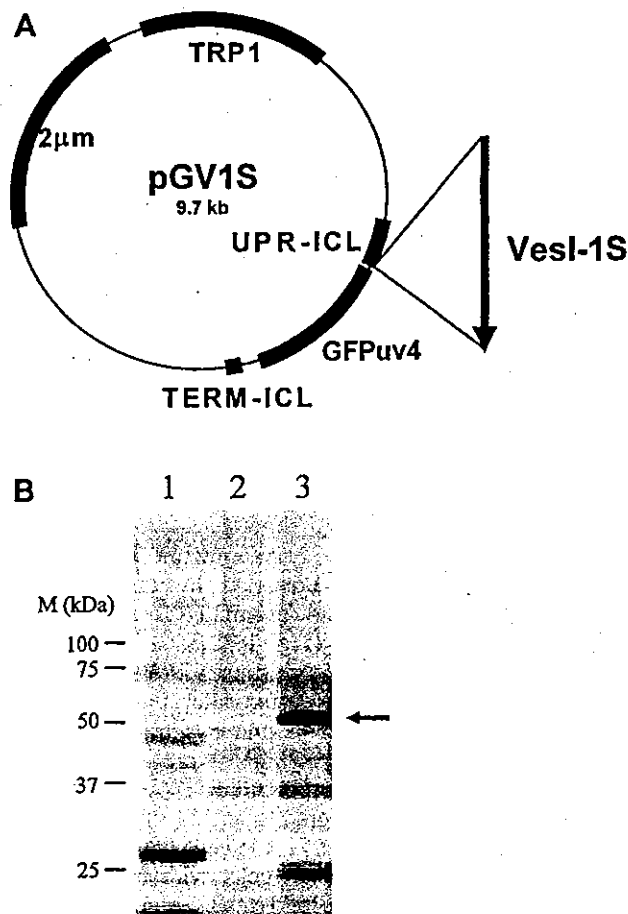 A
TRP1
2μm
pGV1S
9.7 kb
UPR-ICL
Vesl-1S
GFPuv4
TERM-ICL
B
1 2 3
M (kDa)
100
75
50
37
25